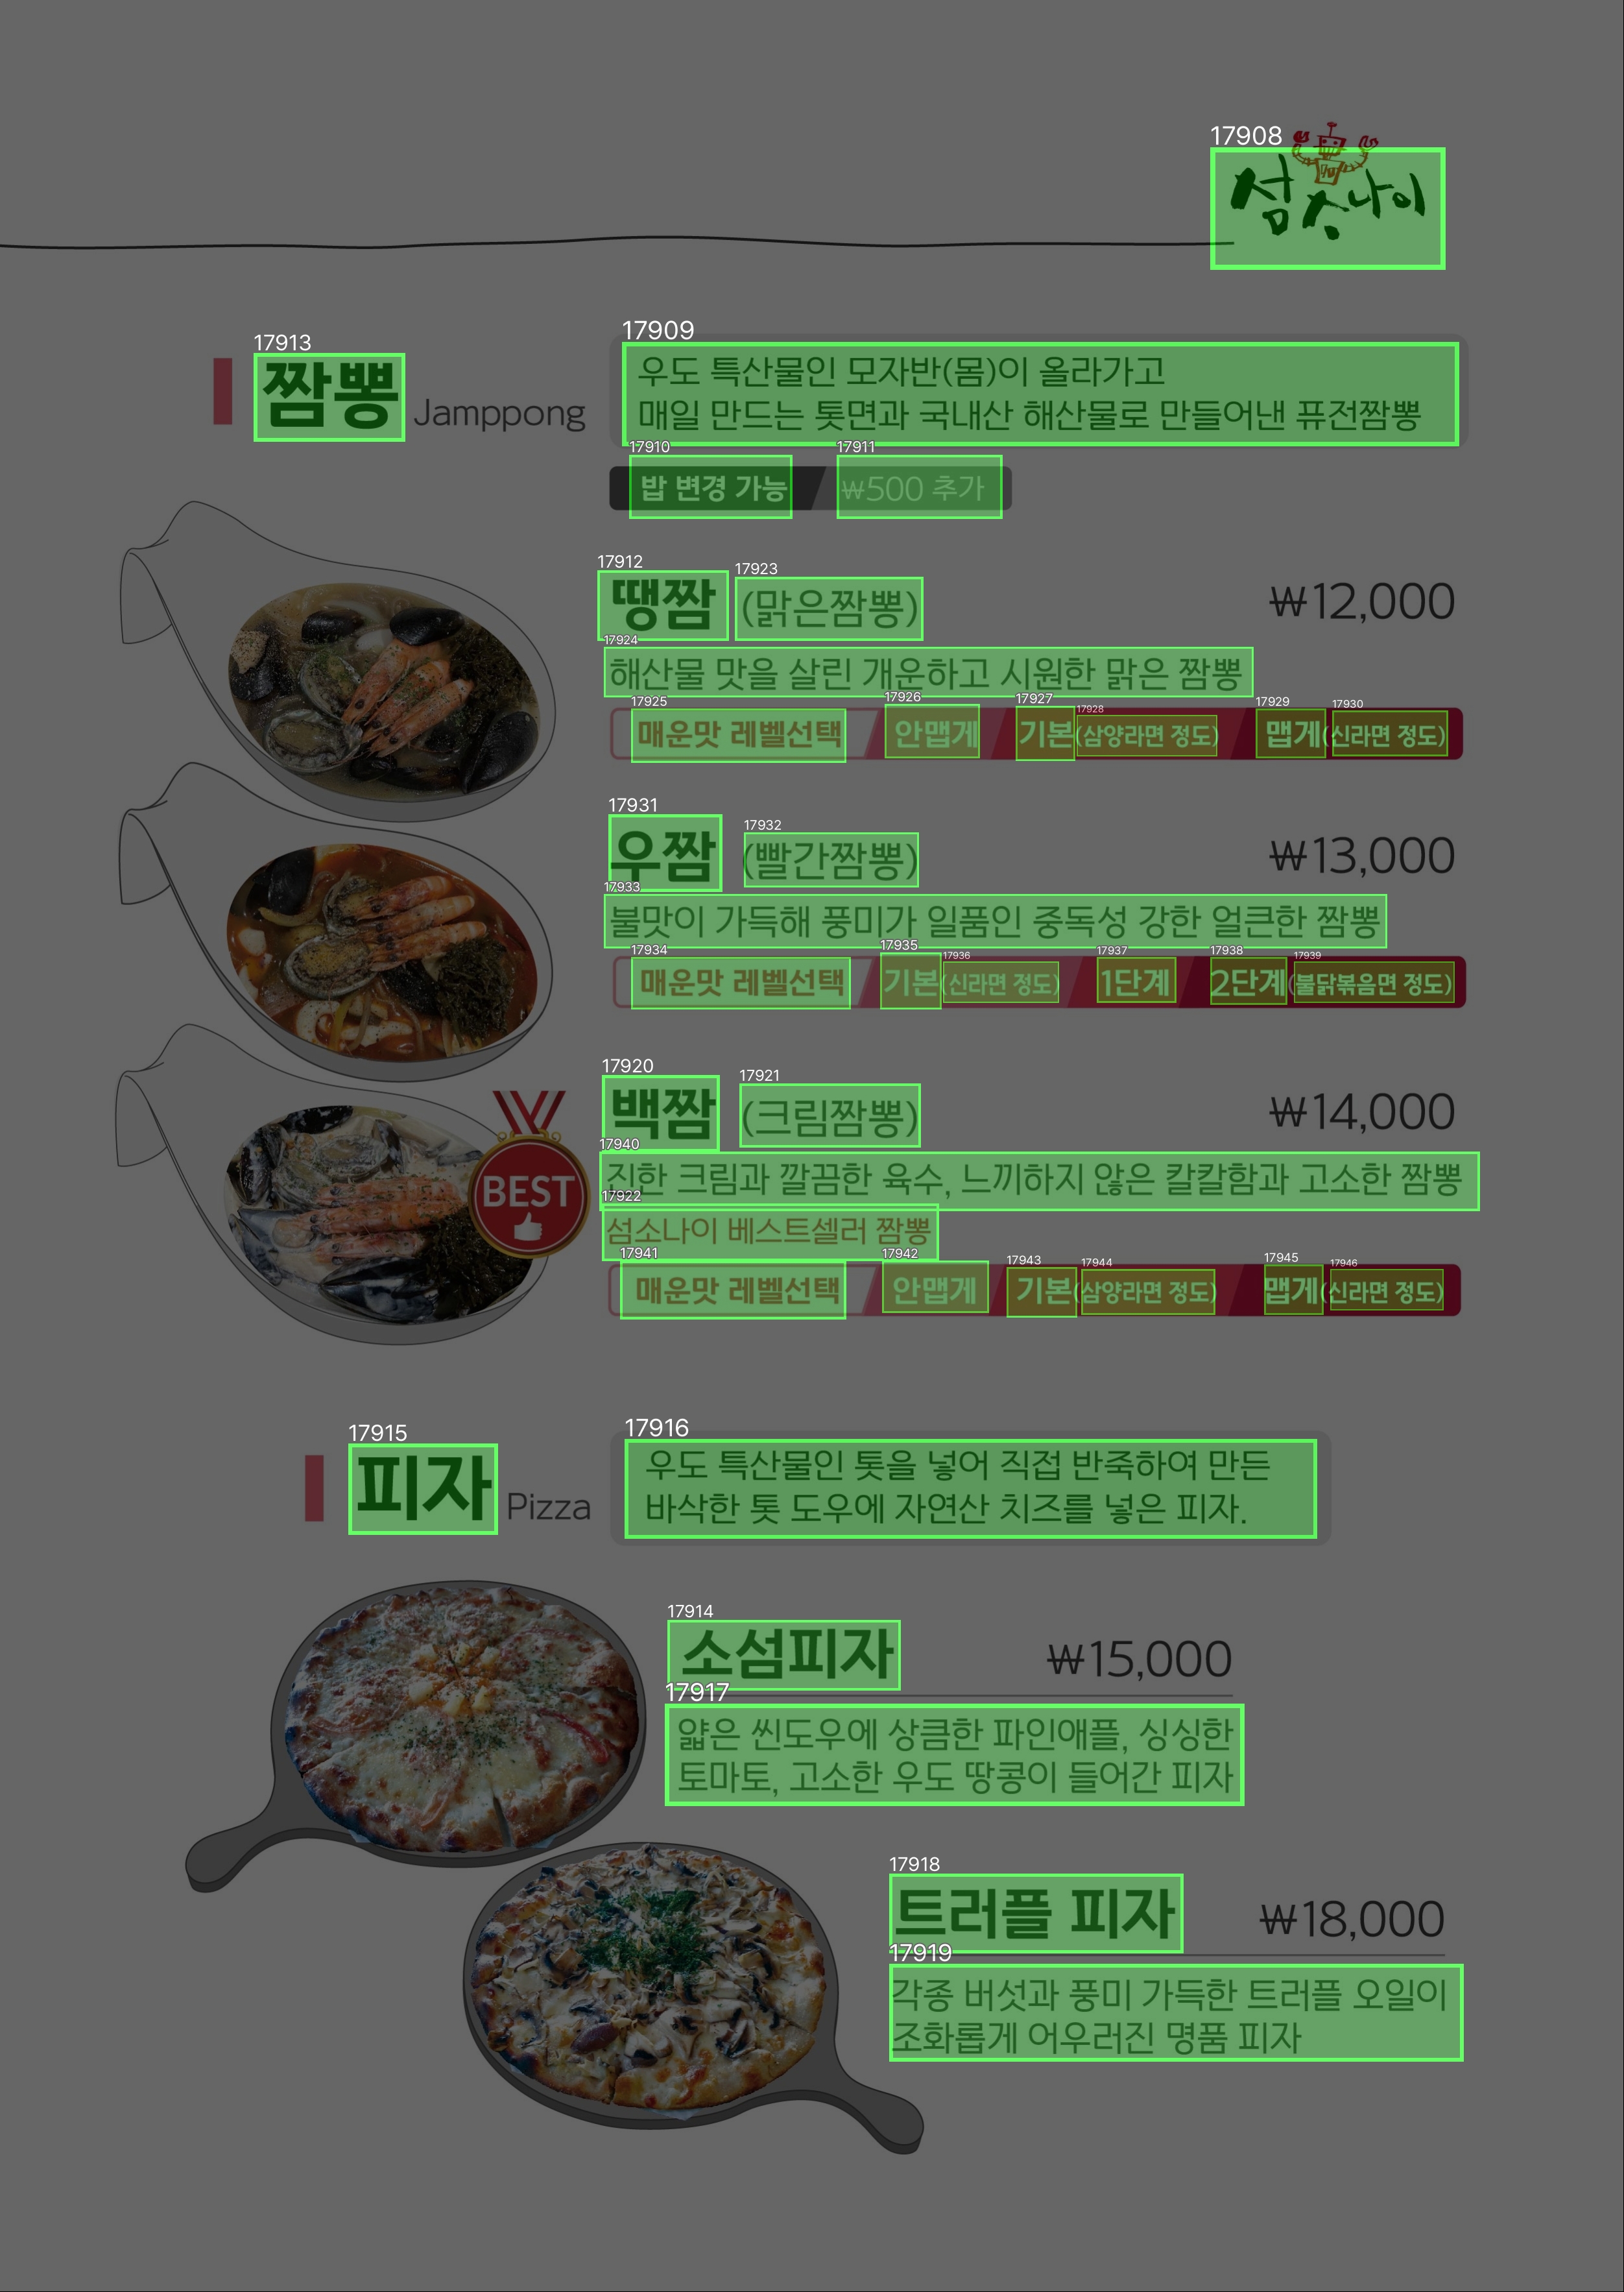 17908
섬소나이
17913
짬뽕 Jamppong
17909
우도 특산물인 모자반(몸)이 올라가고
매일 만드는 톳면과 국내산 해산물로 만들어낸 퓨전짬뽕
17910 17911
밥 변경 가능 ₩500 추가
17912 17923
땡짬 (맑은짬뽕) ₩12,000
17924
해산물 맛을 살린 개운하고 시원한 맑은 짬뽕
17925 17926 17927 17928 17929 17930
매운맛 레벨선택 안맵게 기본(삼양라면 정도) 맵게(신라면 정도)
17931 17932
우짬 (빨간짬뽕) ₩13,000
17933
불맛이 가득해 풍미가 일품인 중독성 강한 얼큰한 짬뽕
17934 17935 17936 17937 17938 17939
매운맛 레벨선택 기본(신라면 정도) 1단계 2단계(불닭볶음면 정도)
17920 17921
백짬 (크림짬뽕) ₩14,000
BEST
17940
진한 크림과 깔끔한 육수, 느끼하지 않은 칼칼함과 고소한 짬뽕
17922
섬소나이 베스트셀러 짬뽕
17941 17942 17943 17944 17945 17946
매운맛 레벨선택 안맵게 기본(삼양라면 정도) 맵게(신라면 정도)
17915
피자 Pizza
17916
우도 특산물인 톳을 넣어 직접 반죽하여 만든
바삭한 톳 도우에 자연산 치즈를 넣은 피자.
17914
소섬피자 ₩15,000
17917
얇은 씬도우에 상큼한 파인애플, 싱싱한
토마토, 고소한 우도 땅콩이 들어간 피자
17918
트러플 피자 ₩18,000
17919
각종 버섯과 풍미 가득한 트러플 오일이
조화롭게 어우러진 명품 피자